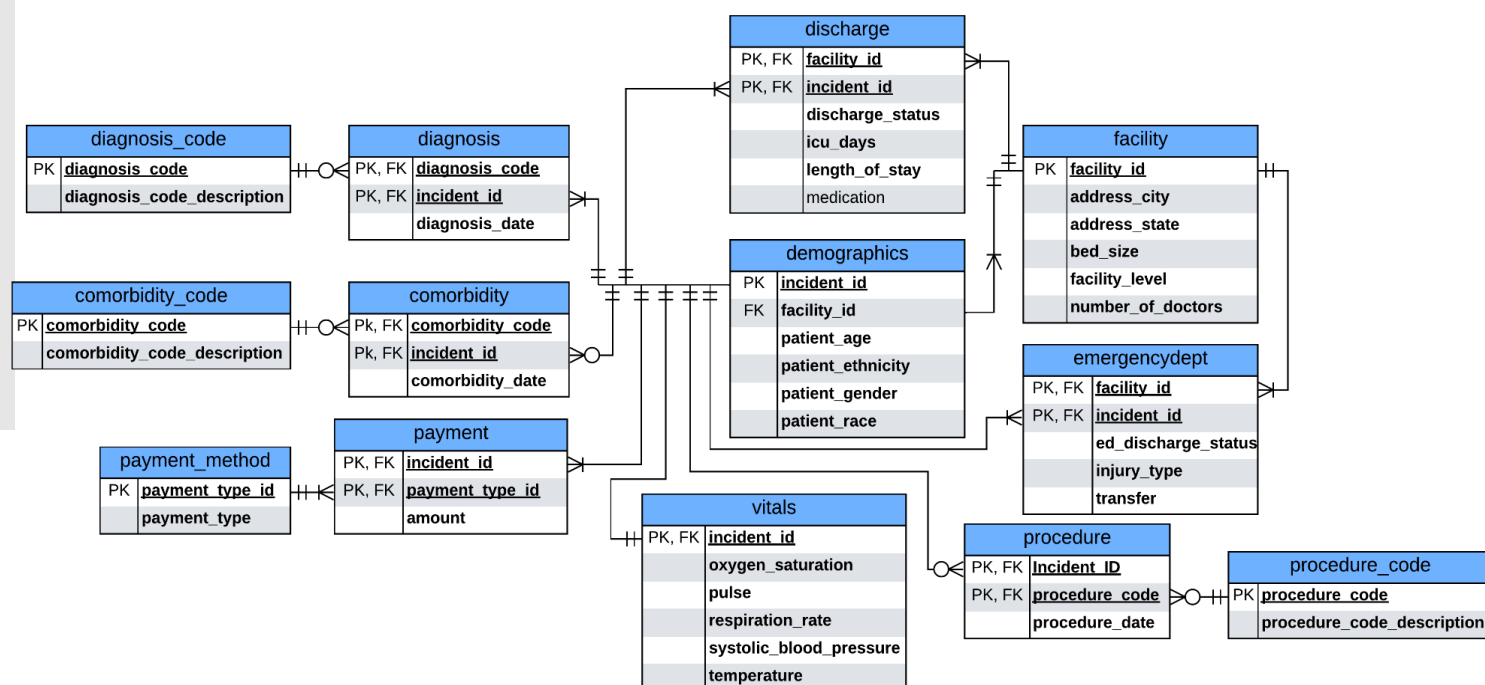 discharge
PK, FK facility_id
PK, FK incident_id
discharge_status
icu_days
length_of_stay
medication
diagnosis_code
PK diagnosis_code
diagnosis_code_description
diagnosis
PK, FK diagnosis_code
PK, FK incident_id
diagnosis_date
facility
PK facility_id
address_city
address_state
bed_size
facility_level
number_of_doctors
demographics
PK incident_id
FK facility_id
patient_age
patient_ethnicity
patient_gender
patient_race
comorbidity_code
PK comorbidity_code
comorbidity_code_description
comorbidity
Pk, FK comorbidity_code
Pk, FK incident_id
comorbidity_date
emergencydept
PK, FK facility_id
PK, FK incident_id
ed_discharge_status
injury_type
transfer
payment_method
PK payment_type_id
payment_type
payment
PK, FK incident_id
PK, FK payment_type_id
amount
vitals
PK, FK incident_id
oxygen_saturation
pulse
respiration_rate
systolic_blood_pressure
temperature
procedure
PK, FK Incident_ID
PK, FK procedure_code
procedure_date
procedure_code
PK procedure_code
procedure_code_description